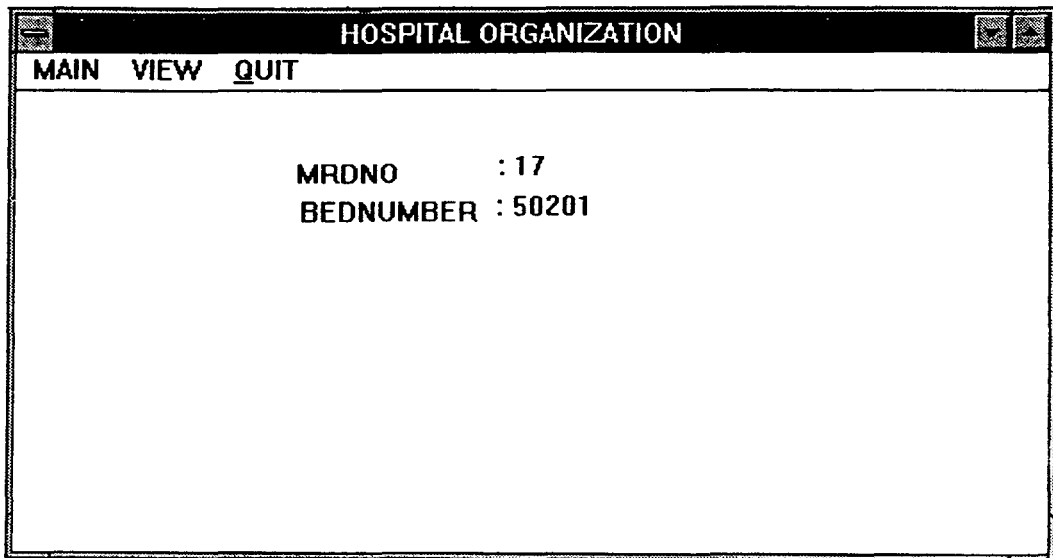 HOSPITAL ORGANIZATION
MAIN VIEW QUIT
MRDNO : 17
BEDNUMBER : 50201